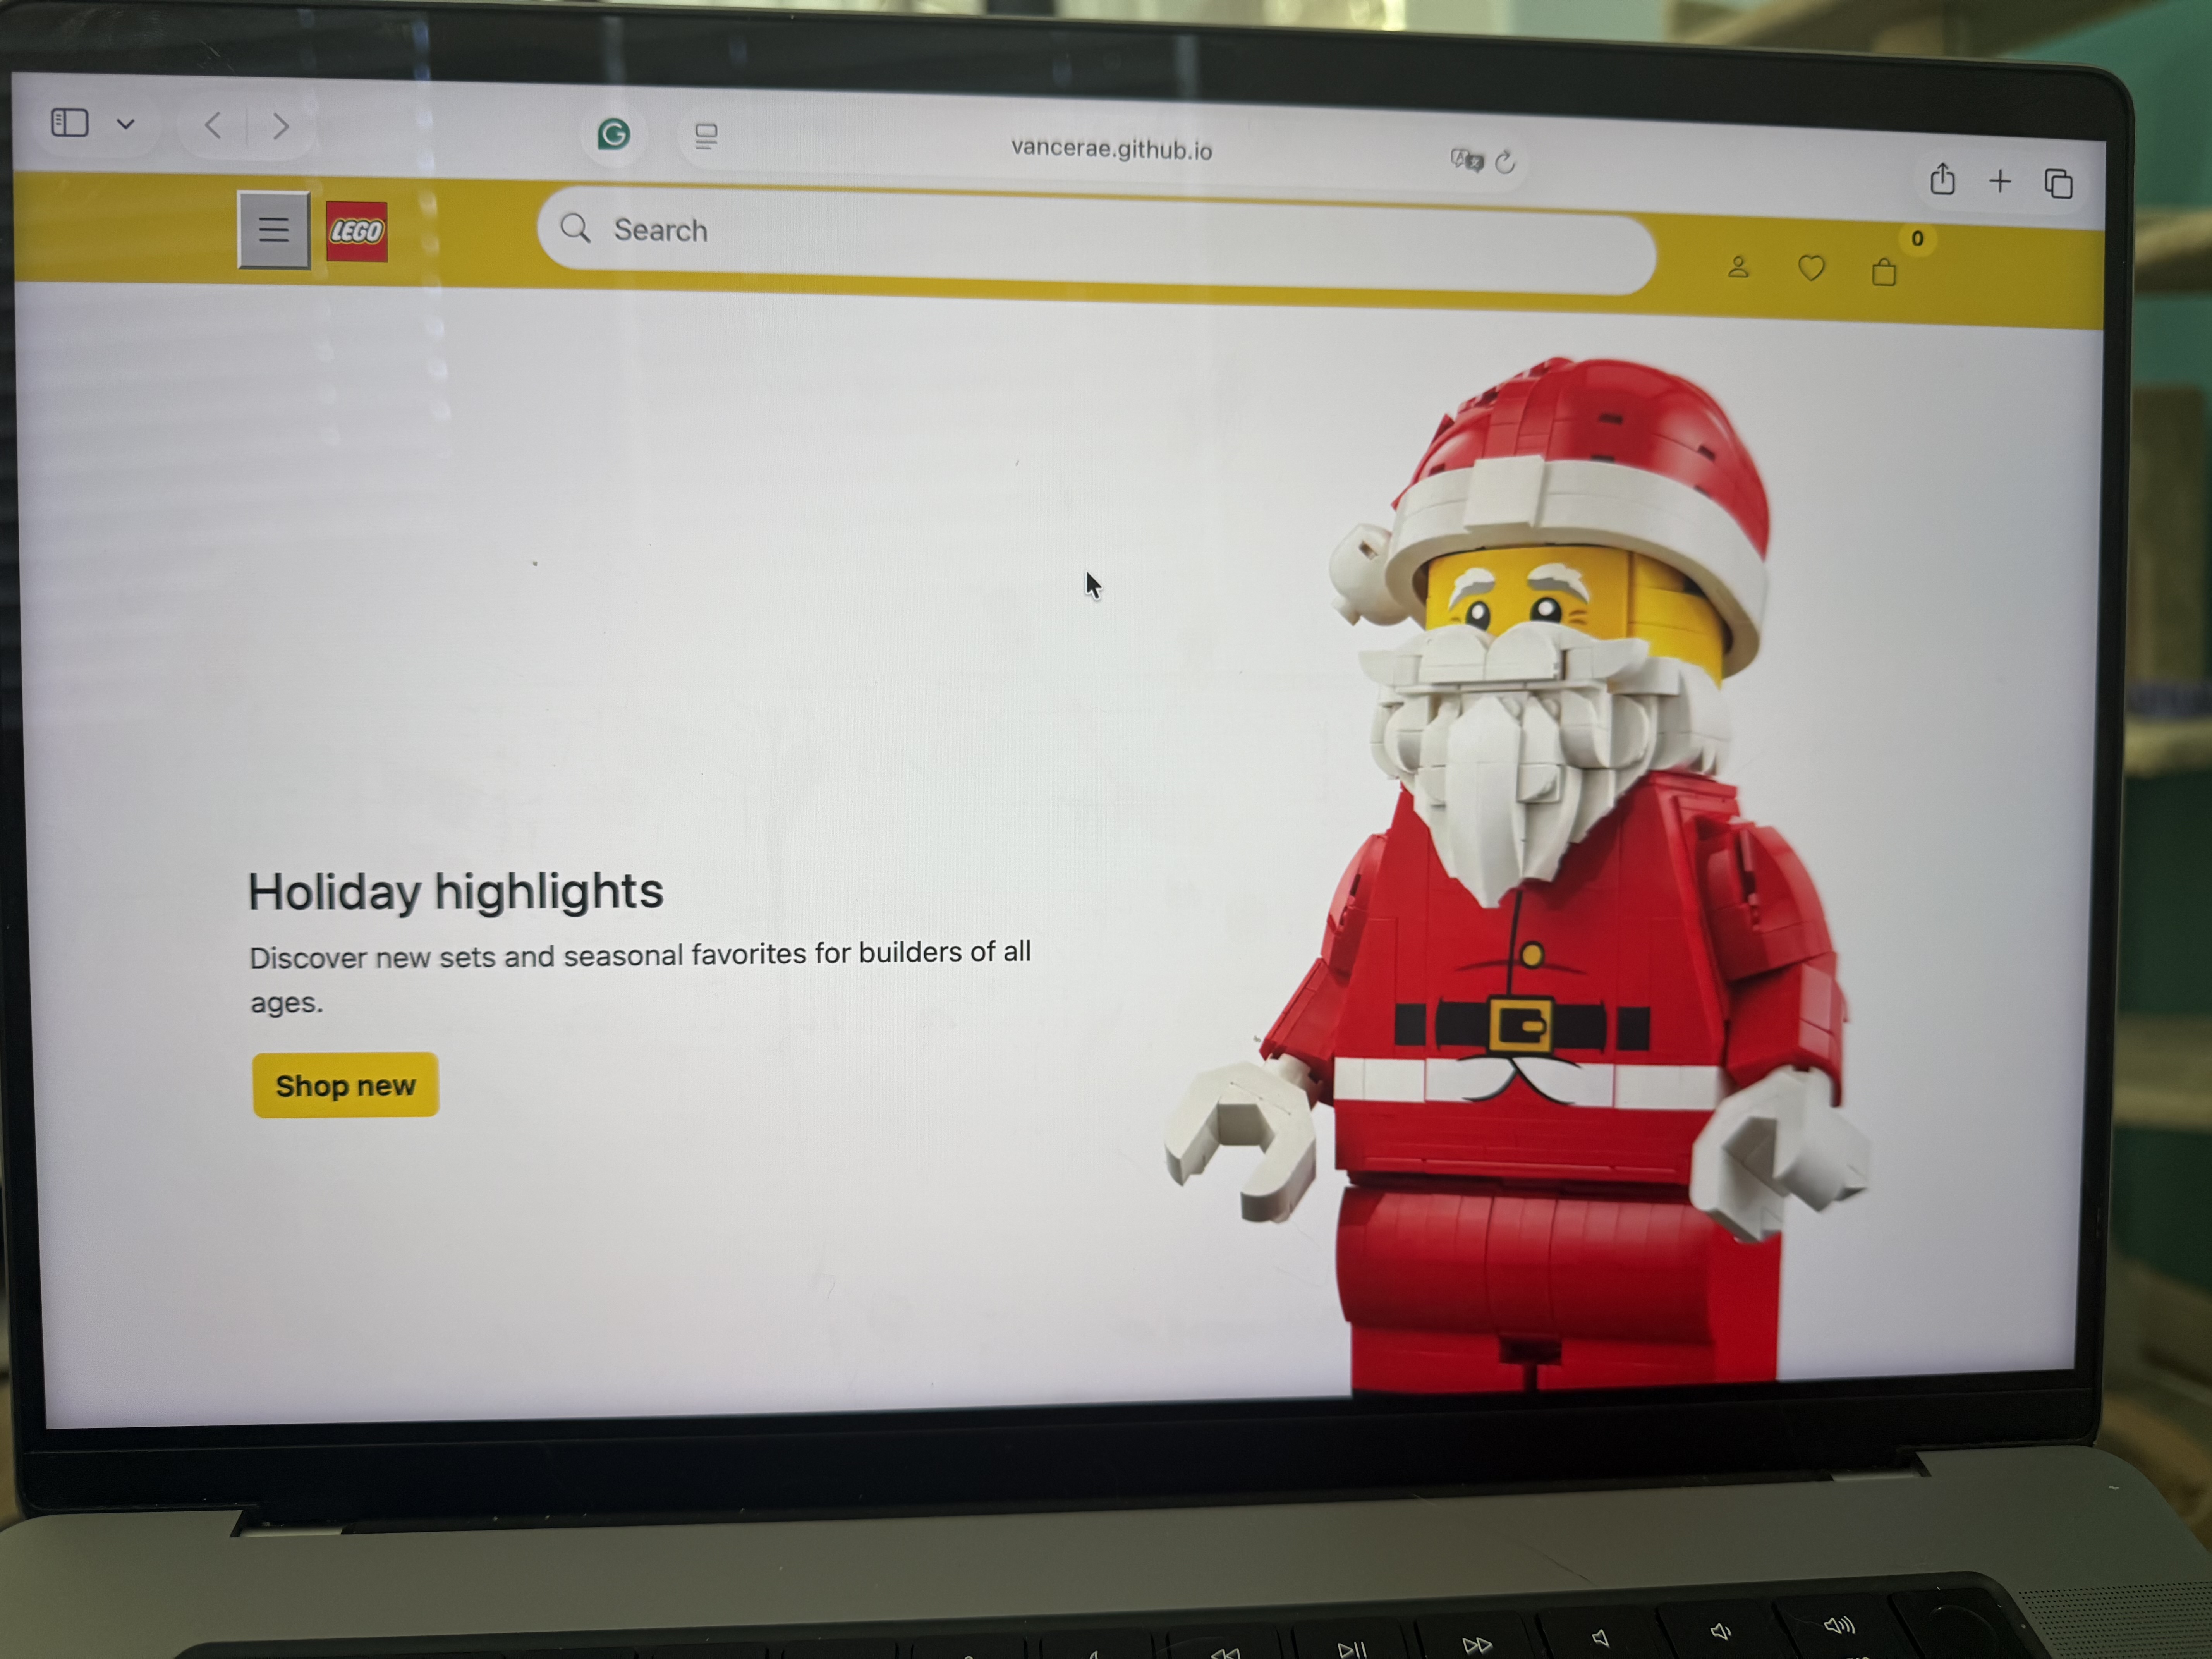 vancerae.github.io
LEGO
Search
0
Holiday highlights
Discover new sets and seasonal favorites for builders of all
ages.
Shop new